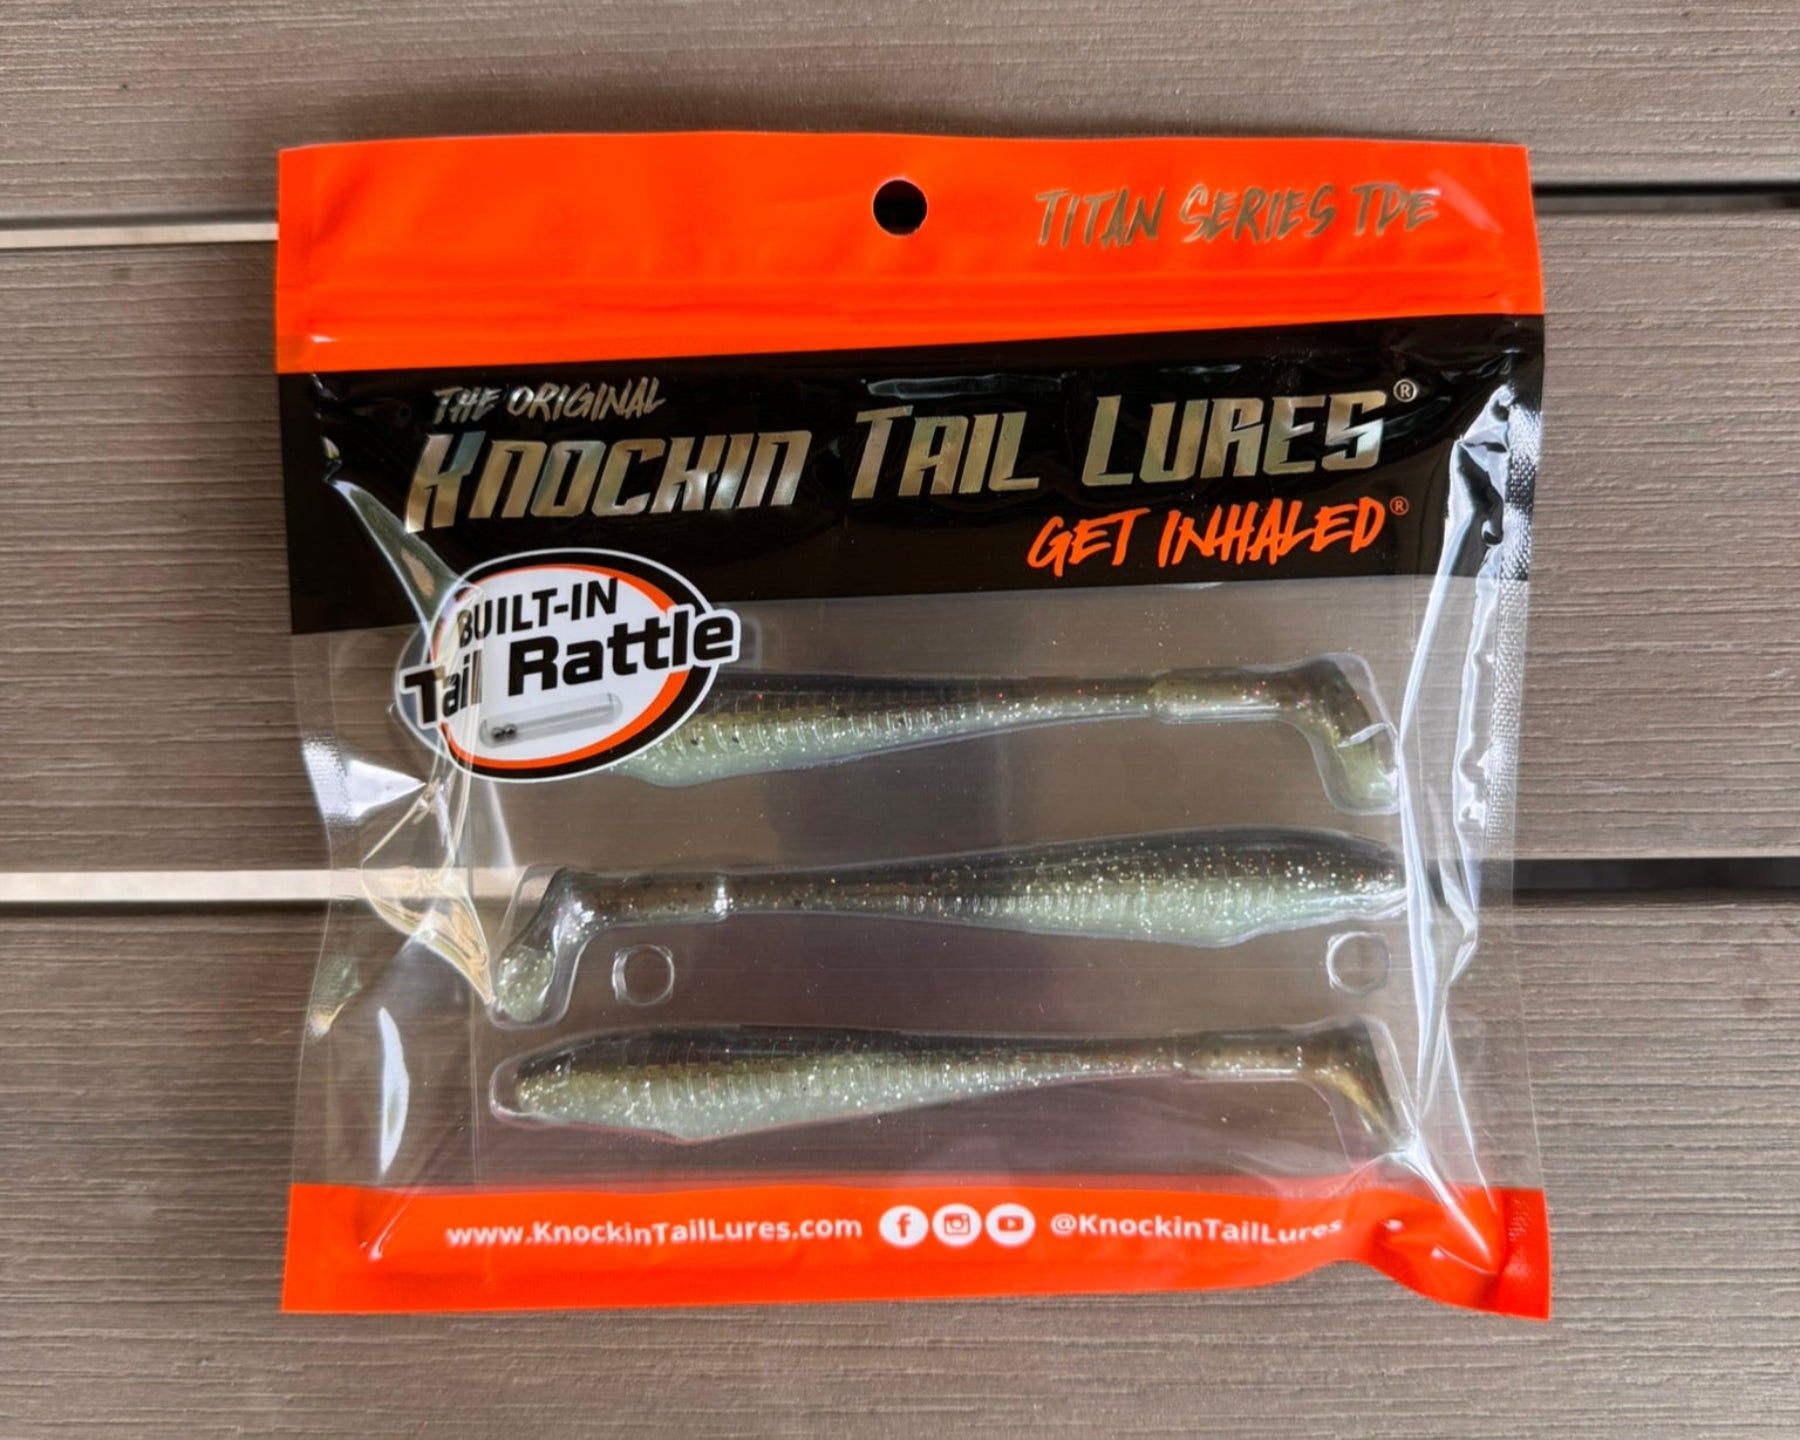 TITAN SERIES TPE
THE ORIGINAL
KNOCKIN TAIL LURES®
GET INHALED®
BUILT-IN
Tail Rattle
www.KnockinTailLures.com @KnockinTailLures